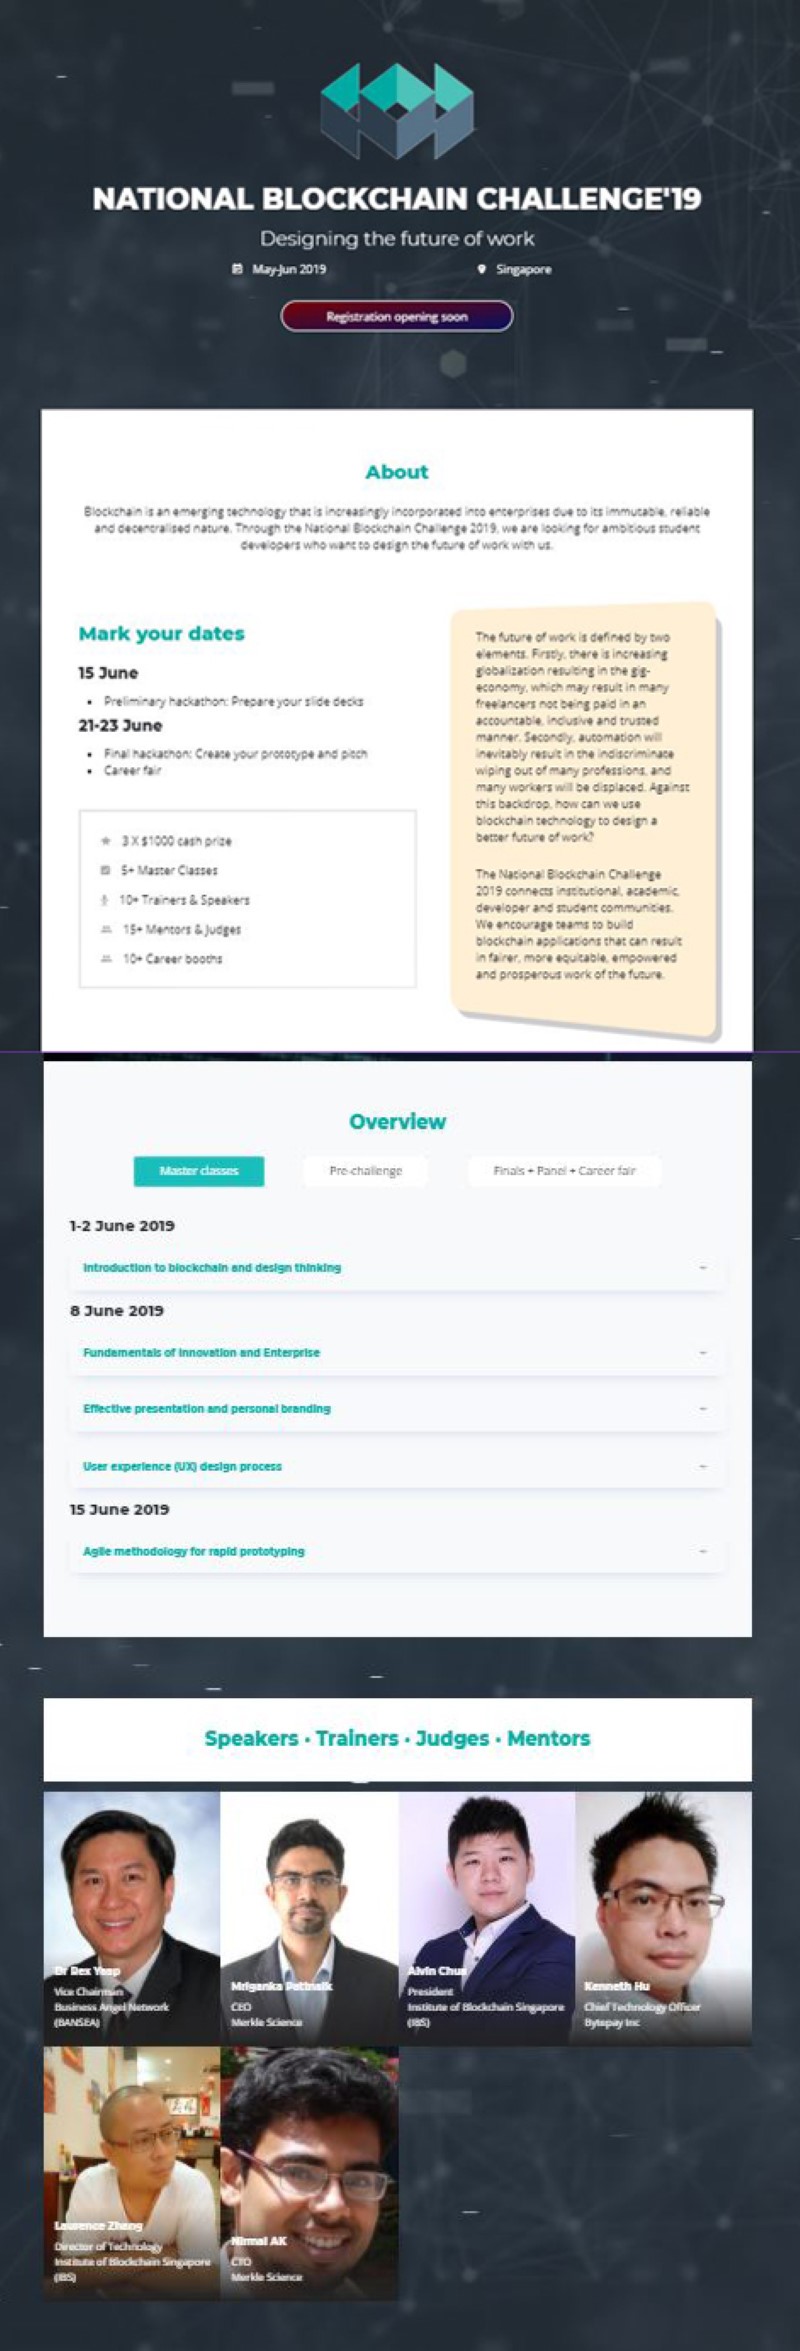 NATIONAL BLOCKCHAIN CHALLENGE'19
Designing the future of work
May-Jun 2019
Singapore
Registration opening soon
About
Blockchain is an emerging technology that is increasingly incorporated into enterprises due to its immutable, reliable
and decentralised nature. Through the National Blockchain Challenge 2019, we are looking for ambitious student
developers who want to design the future of work with us.
Mark your dates
15 June
• Preliminary hackathon: Prepare your slide decks
21-23 June
• Final hackathon: Create your prototype and pitch
• Career fair
3 X $1000 cash prize
5+ Master Classes
10+ Trainers & Speakers
15+ Mentors & Judges
10+ Career booths
The future of work is defined by two
elements. Firstly, there is increasing
globalization resulting in the gig-
economy, which may result in many
freelancers not being paid in an
accountable, inclusive and trusted
manner. Secondly, automation will
inevitably result in the indiscriminate
wiping out of many professions, and
many workers will be displaced. Against
this backdrop, how can we use
blockchain technology to design a
better future of work?
The National Blockchain Challenge
2019 connects institutional, academic,
developer and student communities.
We encourage teams to build
blockchain applications that can result
in fairer, more equitable, empowered
and prosperous work of the future.
Overview
Master classes
Pre-challenge
Finals + Panel + Career fair
1-2 June 2019
Introduction to blockchain and design thinking
8 June 2019
Fundamentals of Innovation and Enterprise
Effective presentation and personal branding
User experience (UX) design process
15 June 2019
Agile methodology for rapid prototyping
Speakers · Trainers · Judges · Mentors
Dr Rex Yeap
Vice Chairman
Business Angel Network
(BANSEA)
Mriganka Pattnaik
CEO
Merkle Science
Alvin Chua
President
Institute of Blockchain Singapore
(IBS)
Kenneth Hu
Chief Technology Officer
Bytepay Inc
Laurence Zhang
Director of Technology
Institute of Blockchain Singapore
(IBS)
Nirmal AK
CTO
Merkle Science